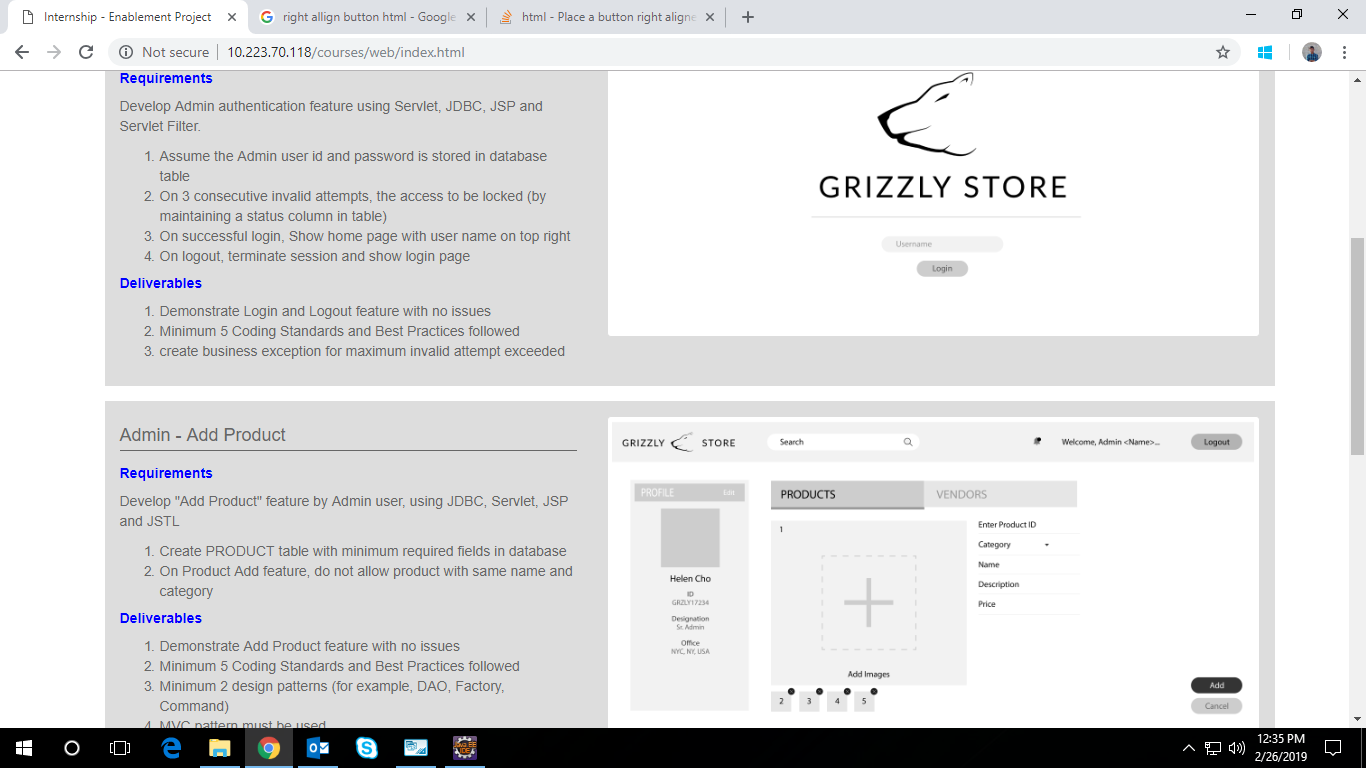 Internship - Enablement Project
right allign button html - Google
html - Place a button right aligne
Not secure
10.223.70.118/courses/web/index.html
Requirements
Develop Admin authentication feature using Servlet, JDBC, JSP and
Servlet Filter.
1. Assume the Admin user id and password is stored in database
table
2. On 3 consecutive invalid attempts, the access to be locked (by
maintaining a status column in table)
3. On successful login, Show home page with user name on top right
4. On logout, terminate session and show login page
Deliverables
1. Demonstrate Login and Logout feature with no issues
2. Minimum 5 Coding Standards and Best Practices followed
3. create business exception for maximum invalid attempt exceeded
GRIZZLY STORE
Username
Login
Admin - Add Product
Requirements
Develop "Add Product" feature by Admin user, using JDBC, Servlet, JSP
and JSTL
1. Create PRODUCT table with minimum required fields in database
2. On Product Add feature, do not allow product with same name and
category
Deliverables
1. Demonstrate Add Product feature with no issues
2. Minimum 5 Coding Standards and Best Practices followed
3. Minimum 2 design patterns (for example, DAO, Factory,
Command)
4. MVC pattern must be used
GRIZZLY STORE
Search
Welcome, Admin <Name>...
Logout
PROFILE
Edit
Helen Cho
ID
GRZLY17234
Designation
Sr. Admin
Office
NYC, NY, USA
PRODUCTS
VENDORS
1
Add Images
2
3
4
5
Enter Product ID
Category
Name
Description
Price
Add
Cancel
12:35 PM
2/26/2019